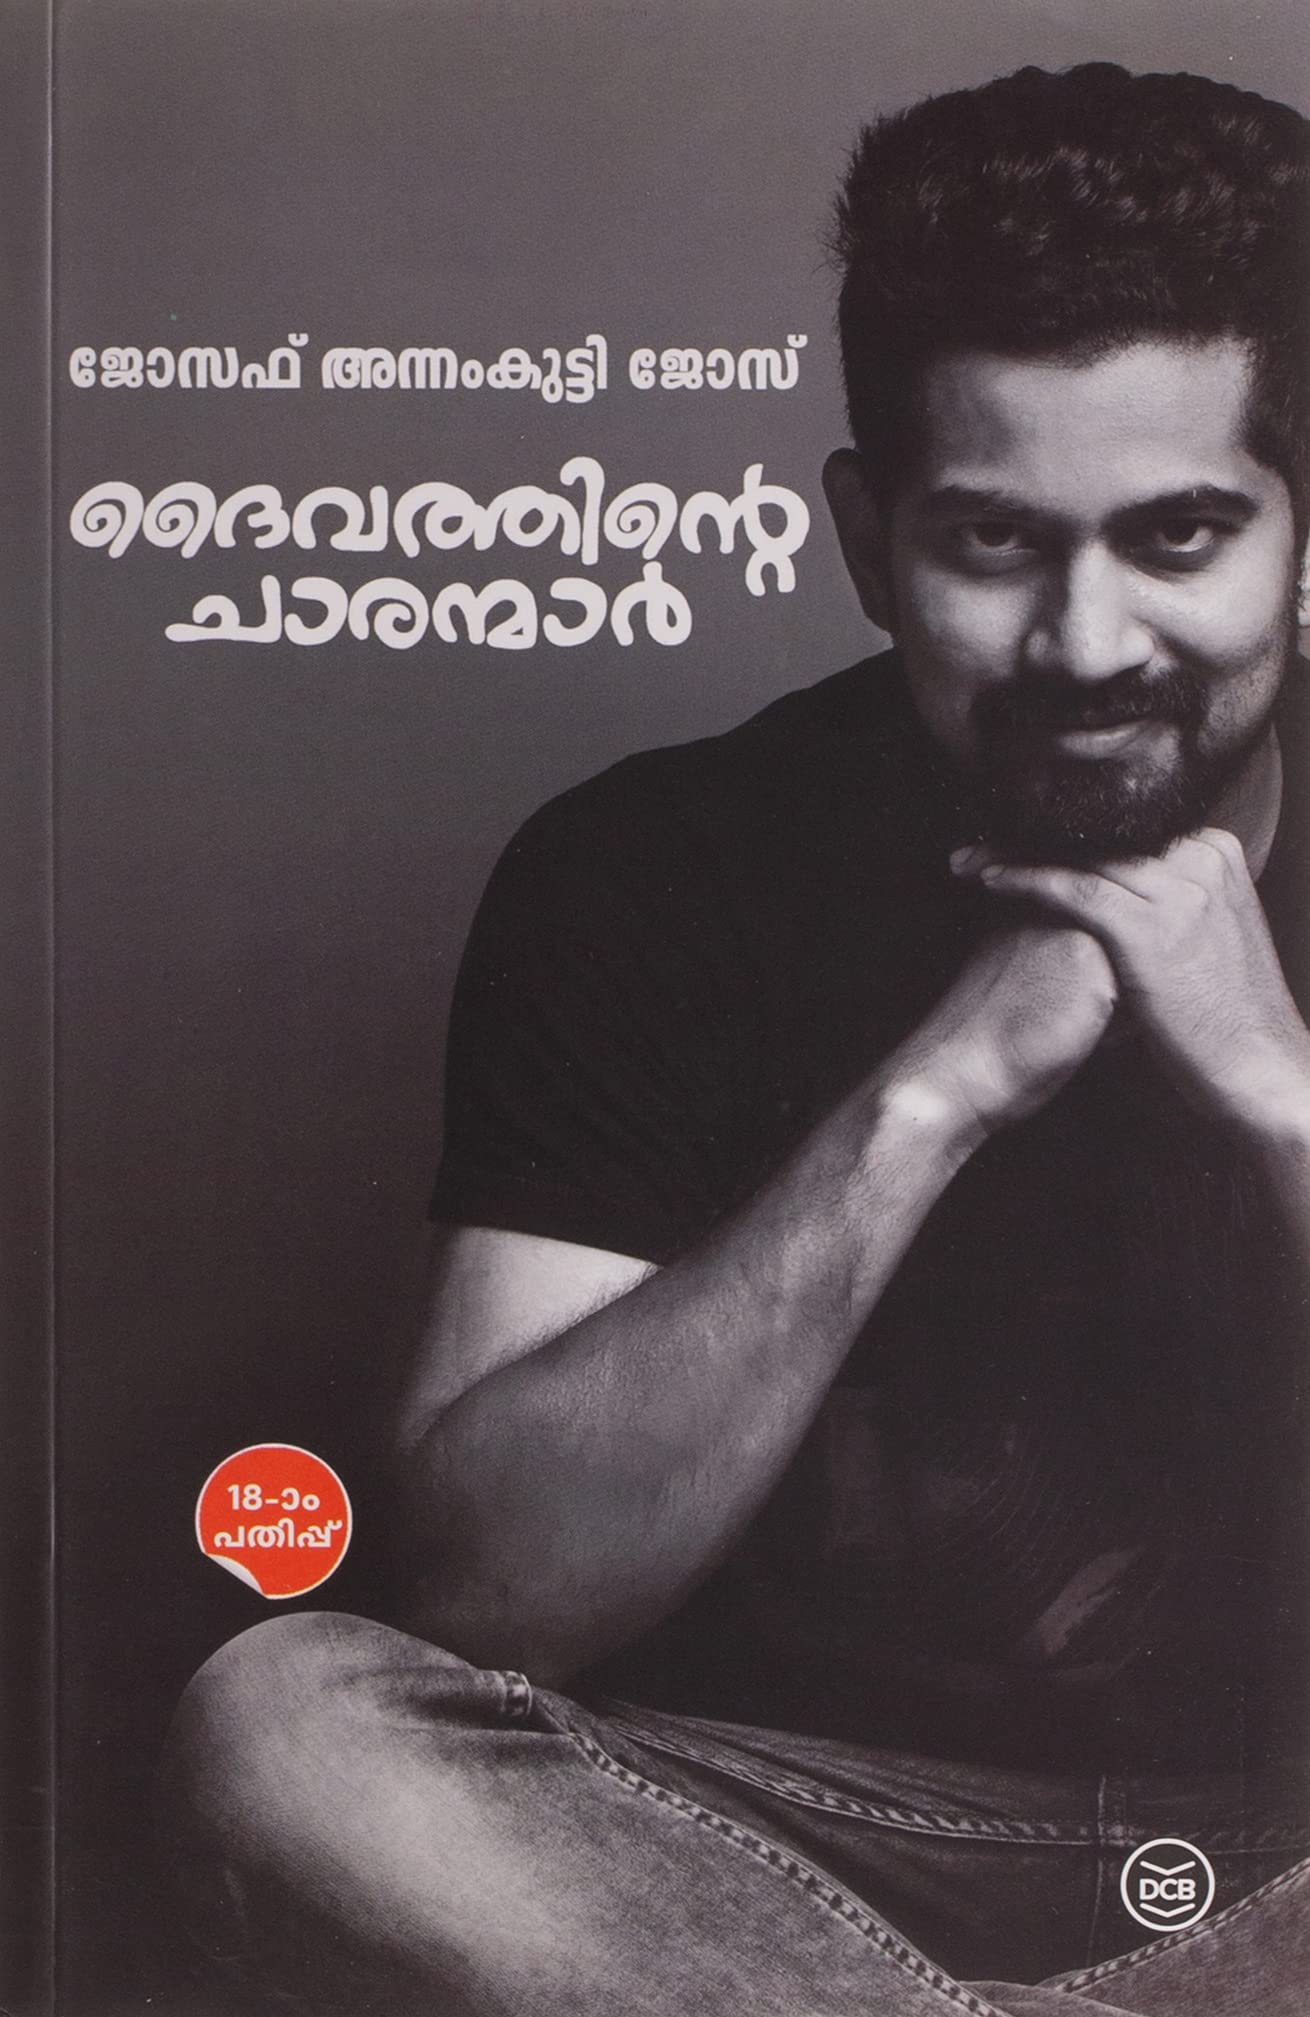 ജോസഫ് അന്നംകുട്ടി ജോസ്
ദൈവത്തിന്റെ
ചാരന്മാർ
18-ാം
പതിപ്പ്
DCB